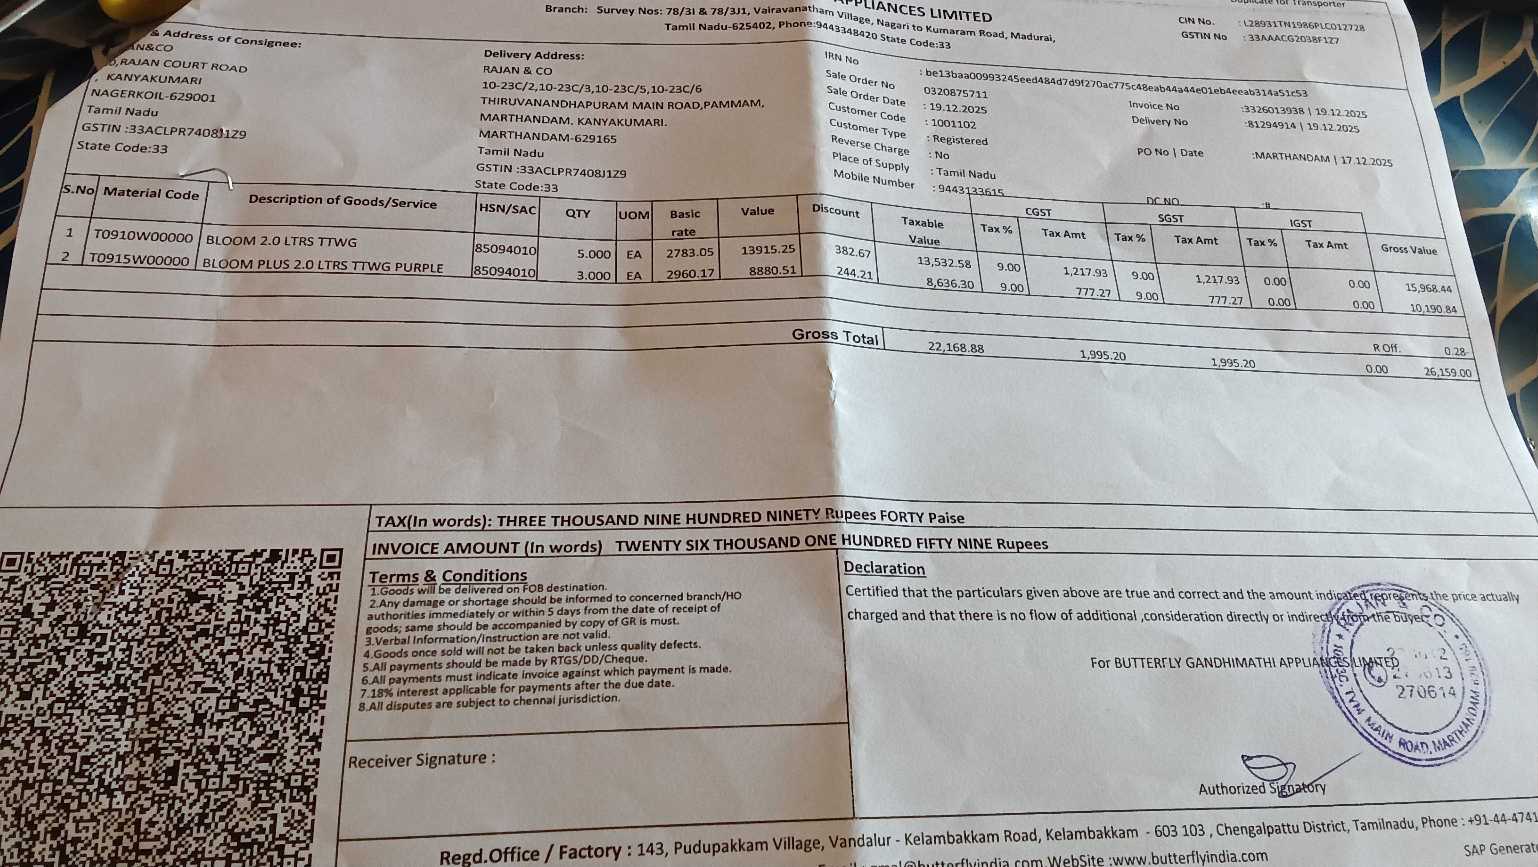 APPLIANCES LIMITED
Branch: Survey Nos: 78/3I & 78/3J1, Vairavanatham Village, Nagari to Kumaram Road, Madurai,
Tamil Nadu-625402, Phone:9443348420 State Code:33
for Transporter
CIN No. : L28931TN1986PLC012728
GSTIN No : 33AAACG2038F1Z7
& Address of Consignee:
AN&CO
RAJAN COURT ROAD
, KANYAKUMARI
NAGERKOIL-629001
Tamil Nadu
GSTIN :33ACLPR7408J1Z9
State Code:33
Delivery Address:
RAJAN & CO
10-23C/2,10-23C/3,10-23C/5,10-23C/6
THIRUVANANDHAPURAM MAIN ROAD,PAMMAM,
MARTHANDAM. KANYAKUMARI.
MARTHANDAM-629165
Tamil Nadu
GSTIN :33ACLPR7408J1Z9
State Code:33
IRN No : be13baa00993245eed484d7d9f270ac775c48eab44a44e01eb4eeab314a51c53
Sale Order No 0320875711
Sale Order Date : 19.12.2025
Customer Code : 1001102
Customer Type : Registered
Reverse Charge : No
Place of Supply : Tamil Nadu
Mobile Number : 9443133615
Invoice No :3326013938 | 19.12.2025
Delivery No :81294914 | 19.12.2025
PO No | Date :MARTHANDAM | 17.12.2025
DC NO :#
S.No Material Code Description of Goods/Service HSN/SAC QTY UOM Basic rate Value Discount Taxable Value CGST SGST IGST Gross Value
Tax % Tax Amt Tax % Tax Amt Tax % Tax Amt
1 T0910W00000 BLOOM 2.0 LTRS TTWG 85094010 5.000 EA 2783.05 13915.25 382.67 13,532.58 9.00 1,217.93 9.00 1,217.93 0.00 0.00 15,968.44
2 T0915W00000 BLOOM PLUS 2.0 LTRS TTWG PURPLE 85094010 3.000 EA 2960.17 8880.51 244.21 8,636.30 9.00 777.27 9.00 777.27 0.00 0.00 10,190.84
R Off. 0.28-
Gross Total 22,168.88 1,995.20 1,995.20 0.00 26,159.00
TAX(In words): THREE THOUSAND NINE HUNDRED NINETY Rupees FORTY Paise
INVOICE AMOUNT (In words) TWENTY SIX THOUSAND ONE HUNDRED FIFTY NINE Rupees
Terms & Conditions
1.Goods will be delivered on FOB destination.
2.Any damage or shortage should be informed to concerned branch/HO
authorities immediately or within 5 days from the date of receipt of
goods; same should be accompanied by copy of GR is must.
3.Verbal Information/Instruction are not valid.
4.Goods once sold will not be taken back unless quality defects.
5.All payments should be made by RTGS/DD/Cheque.
6.All payments must indicate invoice against which payment is made.
7.18% interest applicable for payments after the due date.
8.All disputes are subject to chennai jurisdiction.
Receiver Signature :
Declaration
Certified that the particulars given above are true and correct and the amount indicated represents the price actually
charged and that there is no flow of additional ,consideration directly or indirectly from the buyer.
For BUTTERFLY GANDHIMATHI APPLIANCES LIMITED
RAJAN & CO.
270614
TVM MAIN ROAD, MARTHANDAM
Authorized Signatory
Regd.Office / Factory : 143, Pudupakkam Village, Vandalur - Kelambakkam Road, Kelambakkam - 603 103 , Chengalpattu District, Tamilnadu, Phone : +91-44-4741
@butterflyindia.com WebSite :www.butterflyindia.com
SAP Generat